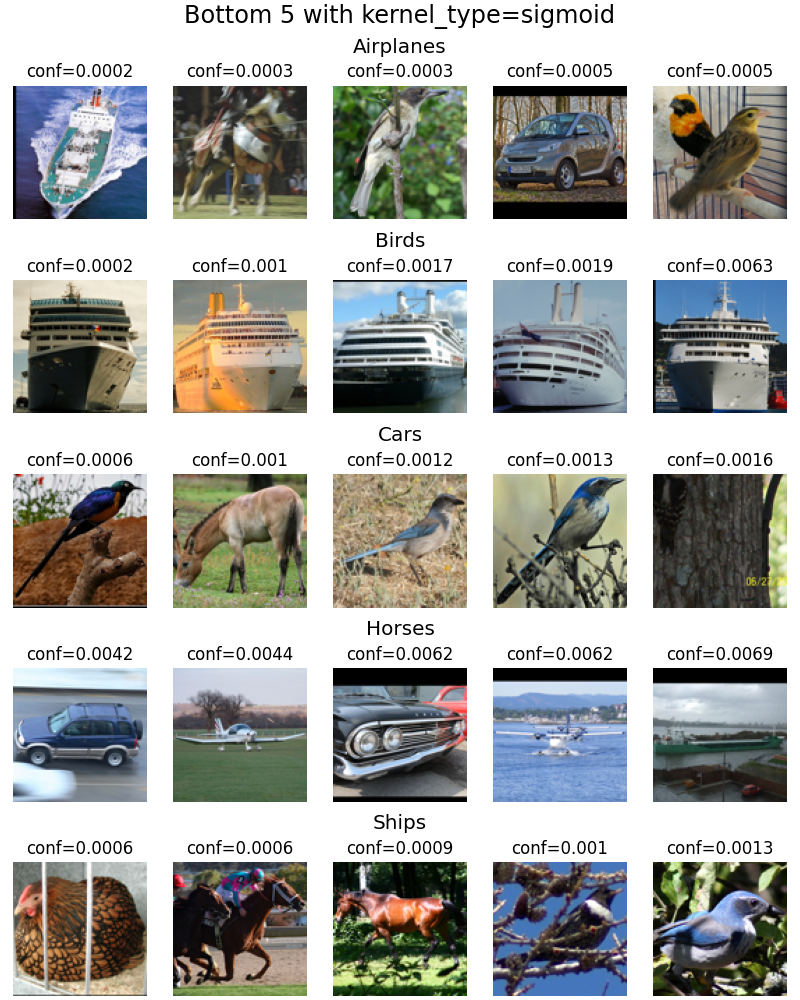 Bottom 5 with kernel_type=sigmoid
Airplanes
conf=0.0002 conf=0.0003 conf=0.0003 conf=0.0005 conf=0.0005
Birds
conf=0.0002 conf=0.001 conf=0.0017 conf=0.0019 conf=0.0063
Cars
conf=0.0006 conf=0.001 conf=0.0012 conf=0.0013 conf=0.0016
06/27/
Horses
conf=0.0042 conf=0.0044 conf=0.0062 conf=0.0062 conf=0.0069
Ships
conf=0.0006 conf=0.0006 conf=0.0009 conf=0.001 conf=0.0013